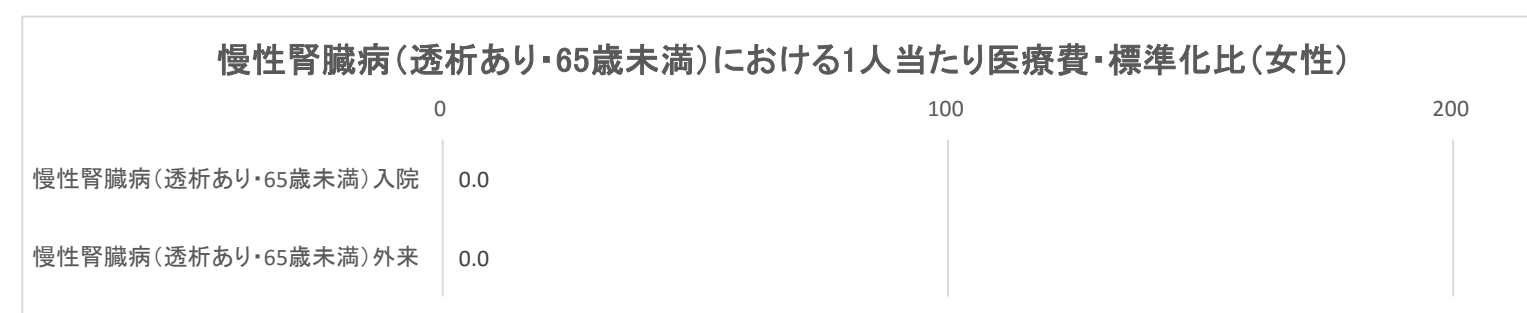 慢性腎臓病(透析あり・65歳未満)における1人当たり医療費・標準化比(女性)
0 100 200
慢性腎臓病(透析あり・65歳未満)入院 0.0
慢性腎臓病(透析あり・65歳未満)外来 0.0